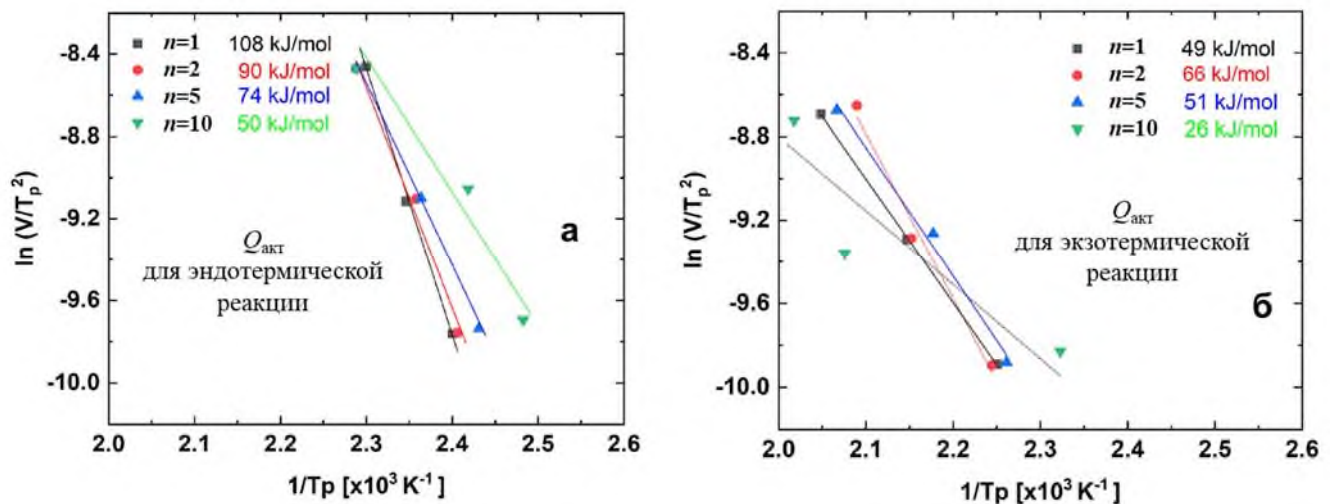 -8.4
-8.8
-9.2
-9.6
-10.0
ln (V/Tₚ²)
n=1 108 kJ/mol
n=2 90 kJ/mol
n=5 74 kJ/mol
n=10 50 kJ/mol
Qакт
для эндотермической
реакции
а
2.0 2.1 2.2 2.3 2.4 2.5 2.6
1/Tp [x10³ K⁻¹]
-8.4
-8.8
-9.2
-9.6
-10.0
ln (V/Tₚ²)
n=1 49 kJ/mol
n=2 66 kJ/mol
n=5 51 kJ/mol
n=10 26 kJ/mol
Qакт
для экзотермической
реакции
б
2.0 2.1 2.2 2.3 2.4 2.5 2.6
1/Tp [x10³ K⁻¹]